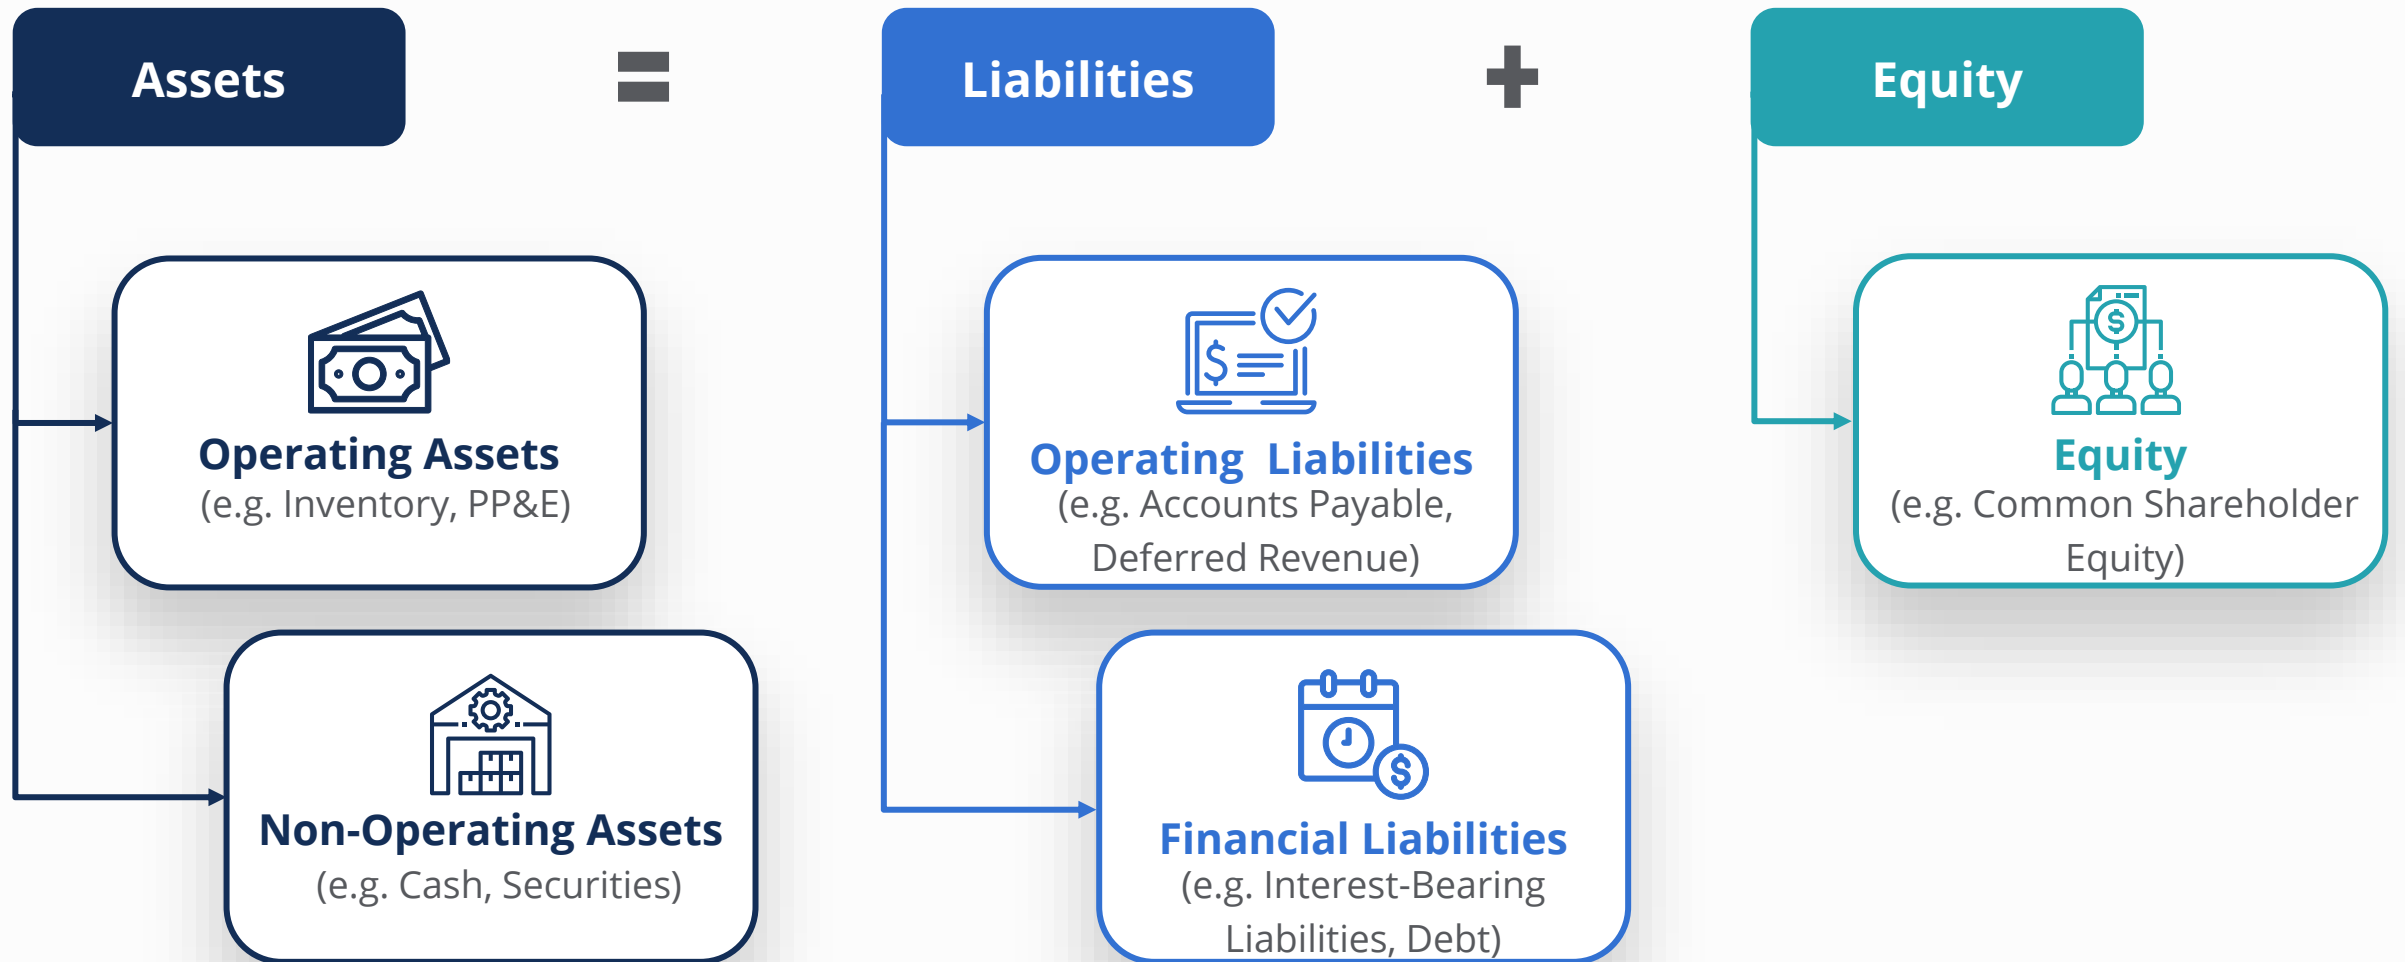 Assets
=
Liabilities
+
Equity
Operating Assets
(e.g. Inventory, PP&E)
Non-Operating Assets
(e.g. Cash, Securities)
$
Operating Liabilities
(e.g. Accounts Payable,
Deferred Revenue)
$
Financial Liabilities
(e.g. Interest-Bearing
Liabilities, Debt)
$
Equity
(e.g. Common Shareholder
Equity)